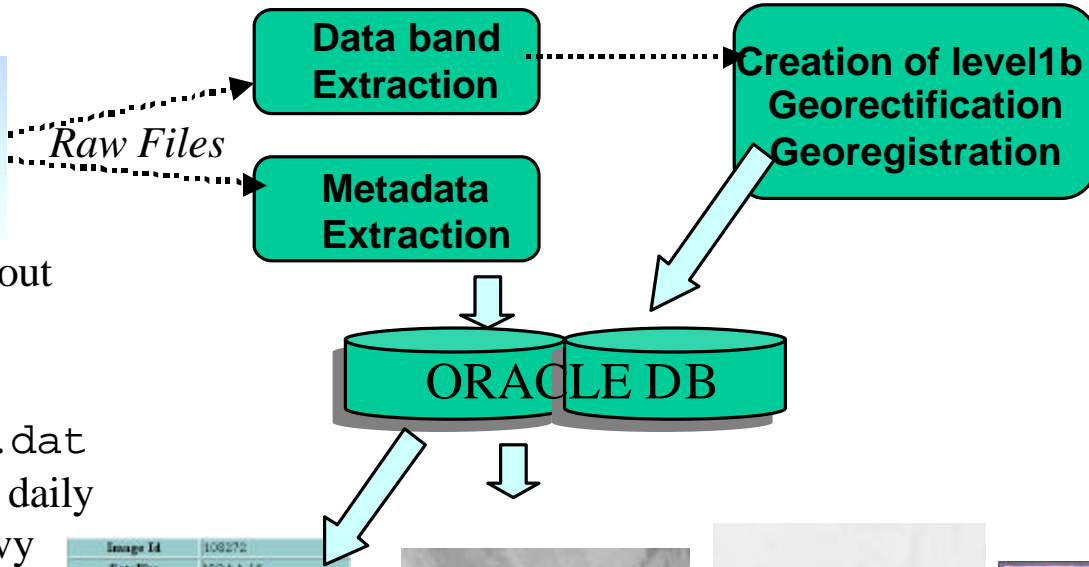 Data band
Extraction
Creation of level1b
Georectification
Georegistration
Raw Files
Metadata
Extraction
out
ORACLE DB
.dat
daily
vy
Image Id 108272